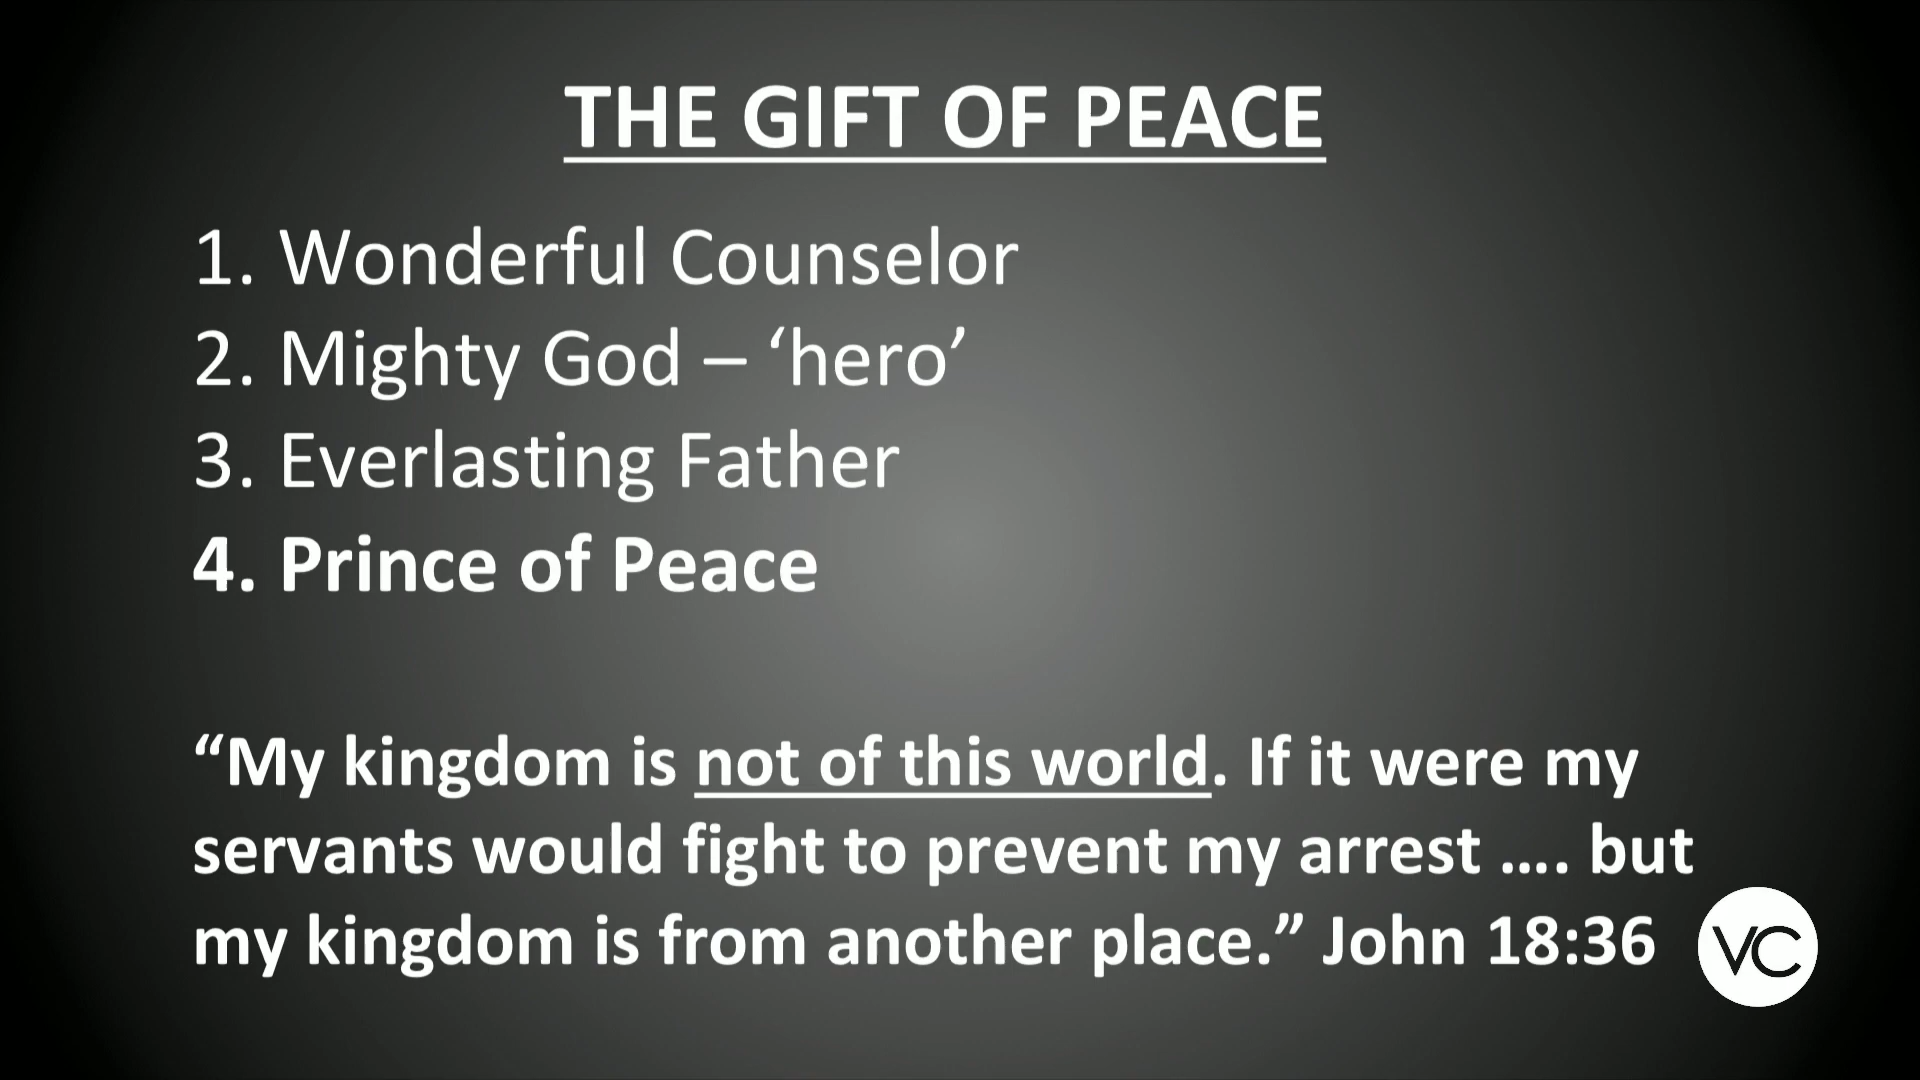 THE GIFT OF PEACE
1. Wonderful Counselor
2. Mighty God – ‘hero’
3. Everlasting Father
4. Prince of Peace
“My kingdom is not of this world. If it were my
servants would fight to prevent my arrest .... but
my kingdom is from another place.” John 18:36
VC